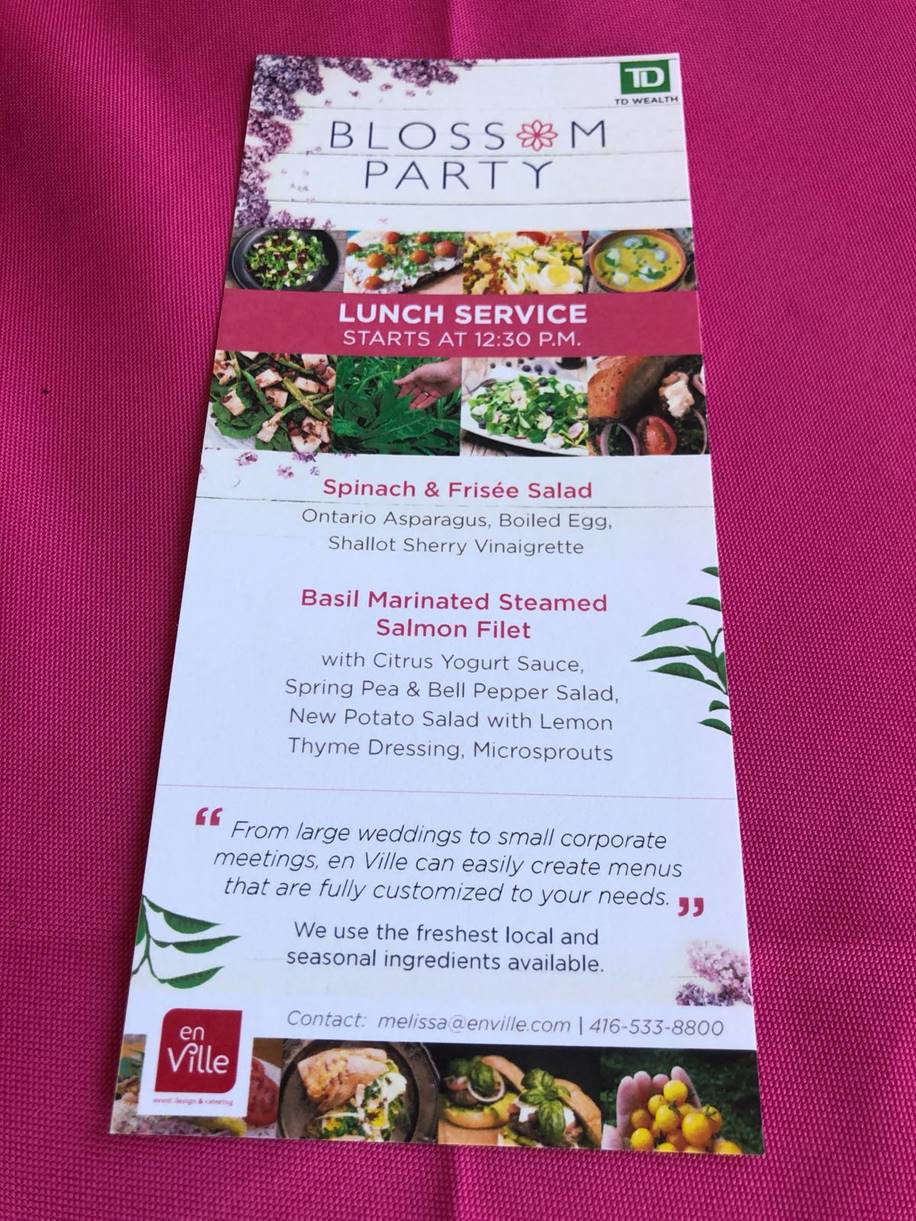 TD
TD WEALTH
BLOSSOM
PARTY
LUNCH SERVICE
STARTS AT 12:30 P.M.
Spinach & Frisée Salad
Ontario Asparagus, Boiled Egg,
Shallot Sherry Vinaigrette
Basil Marinated Steamed
Salmon Filet
with Citrus Yogurt Sauce,
Spring Pea & Bell Pepper Salad,
New Potato Salad with Lemon
Thyme Dressing, Microsprouts
“ From large weddings to small corporate
meetings, en Ville can easily create menus
that are fully customized to your needs. ”
We use the freshest local and
seasonal ingredients available.
Contact: melissa@enville.com | 416-533-8800
en
Ville
event design & catering